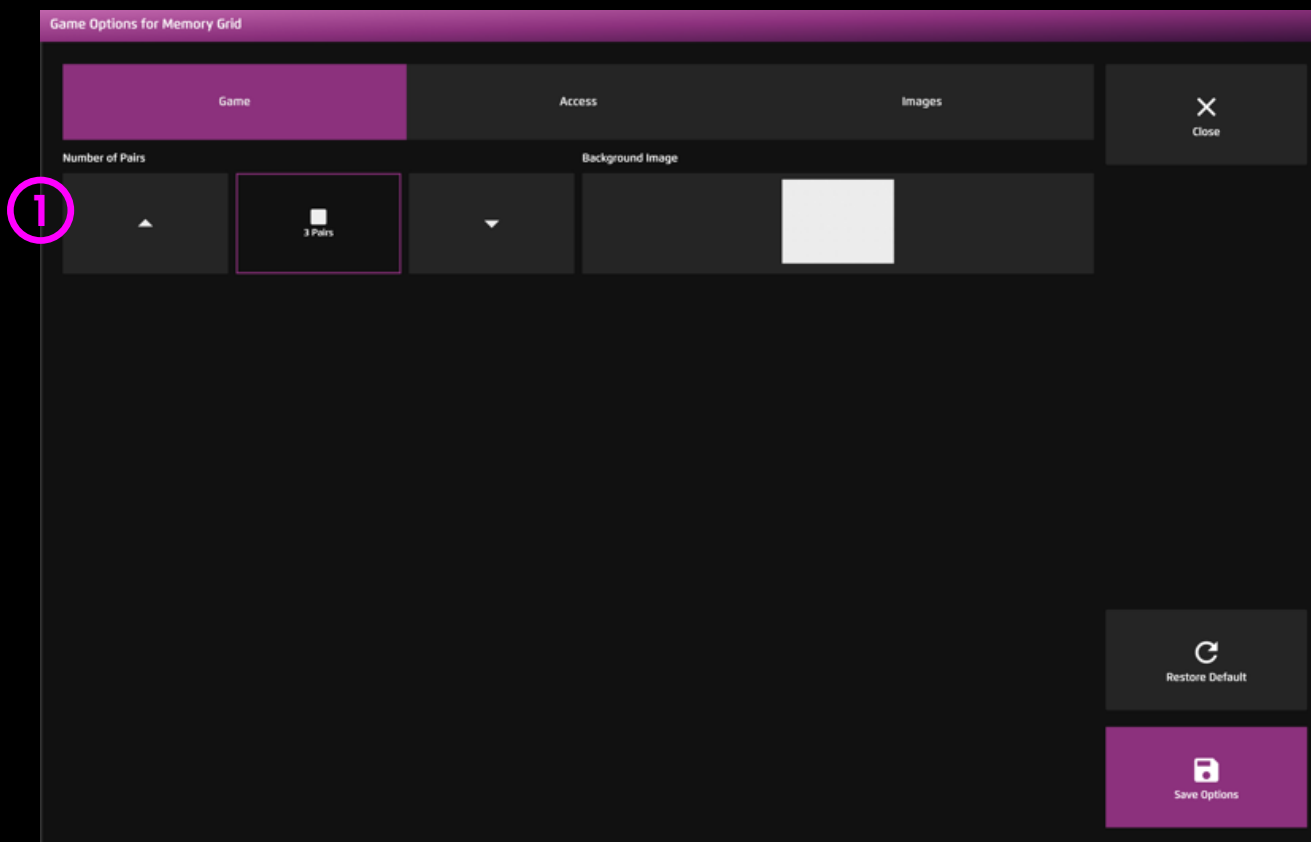 Game Options for Memory Grid
Game Access Images
Close
Number of Pairs Background Image
1
3 Pairs
Restore Default
Save Options